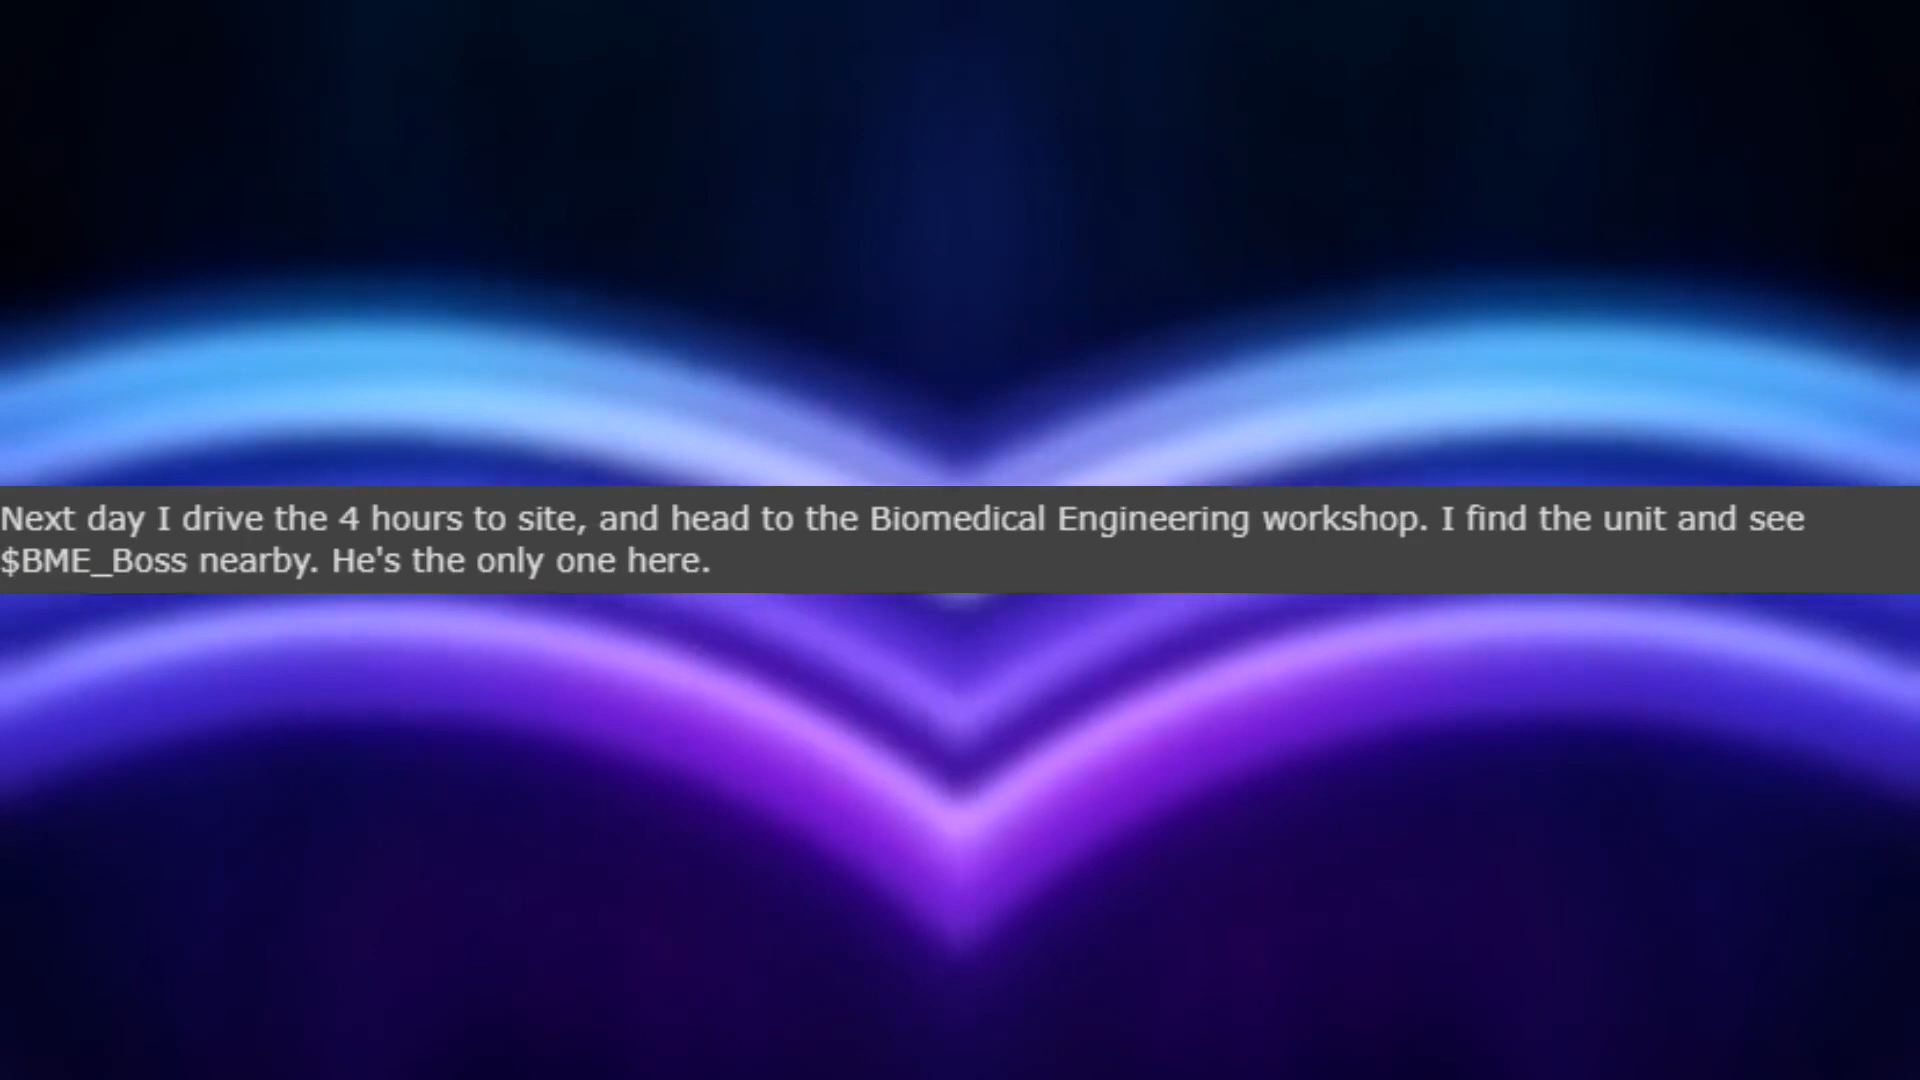 Next day I drive the 4 hours to site, and head to the Biomedical Engineering workshop. I find the unit and see
$BME_Boss nearby. He's the only one here.